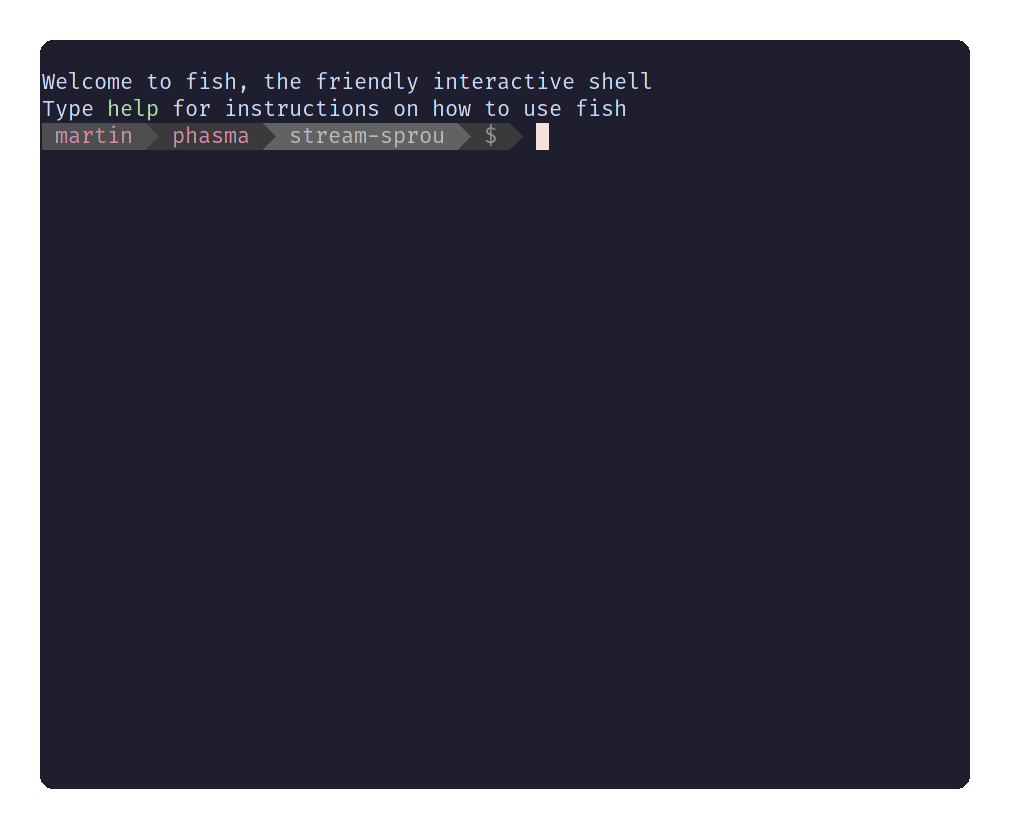 Welcome to fish, the friendly interactive shell
Type help for instructions on how to use fish
martin phasma stream-sprou $